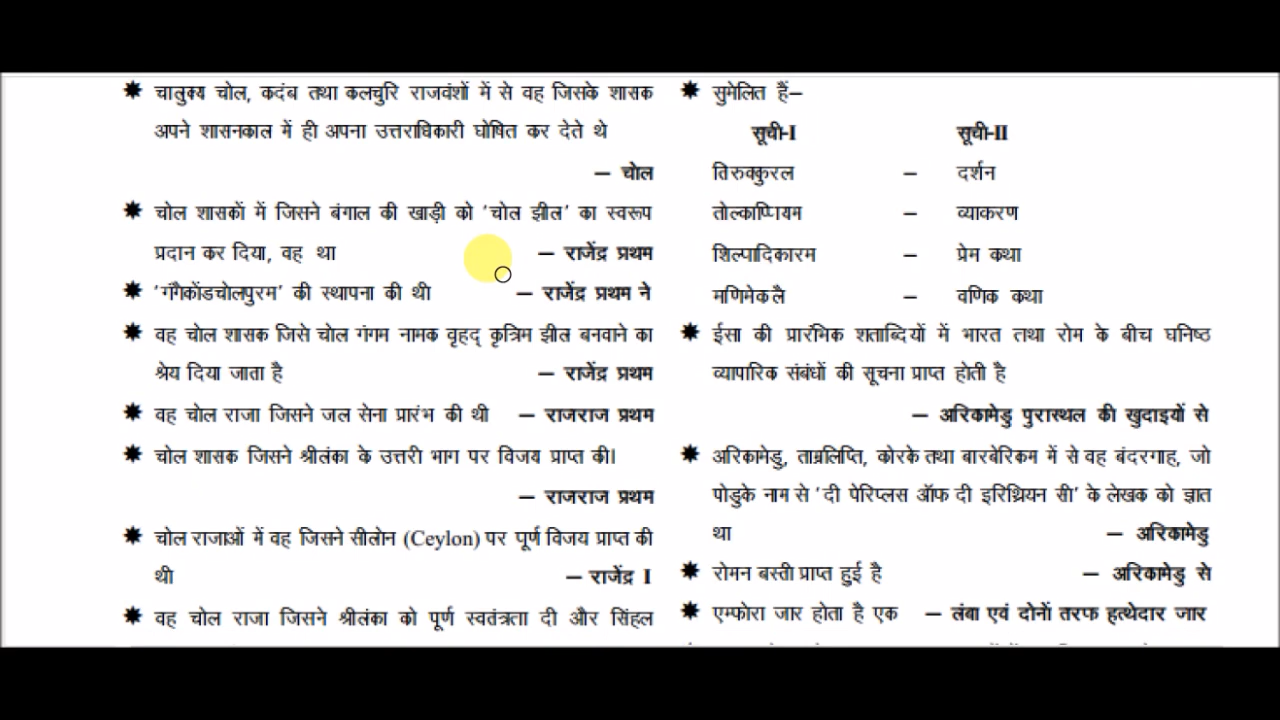 ✷ चालुक्य चोल, कदंब तथा कलचुरि राजवंशों में से वह जिसके शासक
अपने शासनकाल में ही अपना उत्तराधिकारी घोषित कर देते थे
– चोल
✷ चोल शासकों में जिसने बंगाल की खाड़ी को ‘चोल झील’ का स्वरूप
प्रदान कर दिया, वह था – राजेंद्र प्रथम
✷ ‘गंगैकोंडचोलपुरम’ की स्थापना की थी – राजेंद्र प्रथम ने
✷ वह चोल शासक जिसे चोल गंगम नामक वृहद् कृत्रिम झील बनवाने का
श्रेय दिया जाता है – राजेंद्र प्रथम
✷ वह चोल राजा जिसने जल सेना प्रारंभ की थी – राजराज प्रथम
✷ चोल शासक जिसने श्रीलंका के उत्तरी भाग पर विजय प्राप्त की।
– राजराज प्रथम
✷ चोल राजाओं में वह जिसने सीलोन (Ceylon) पर पूर्ण विजय प्राप्त की
थी – राजेंद्र I
✷ वह चोल राजा जिसने श्रीलंका को पूर्ण स्वतंत्रता दी और सिंहल
✷ सुमेलित हैं–
सूची-I सूची-II
तिरुक्कुरल – दर्शन
तोल्काप्पियम – व्याकरण
शिल्पादिकारम – प्रेम कथा
मणिमेकलै – वणिक कथा
✷ ईसा की प्रारंभिक शताब्दियों में भारत तथा रोम के बीच घनिष्ठ
व्यापारिक संबंधों की सूचना प्राप्त होती है
– अरिकामेडु पुरास्थल की खुदाइयों से
✷ अरिकामेडु, ताम्रलिप्ति, कोरके तथा बारबेरिकम में से वह बंदरगाह, जो
पोडुके नाम से ‘दी पेरिप्लस ऑफ दी इरिथ्रियन सी’ के लेखक को ज्ञात
था – अरिकामेडु
✷ रोमन बस्ती प्राप्त हुई है – अरिकामेडु से
✷ एम्फोरा जार होता है एक – लंबा एवं दोनों तरफ हत्थेदार जार